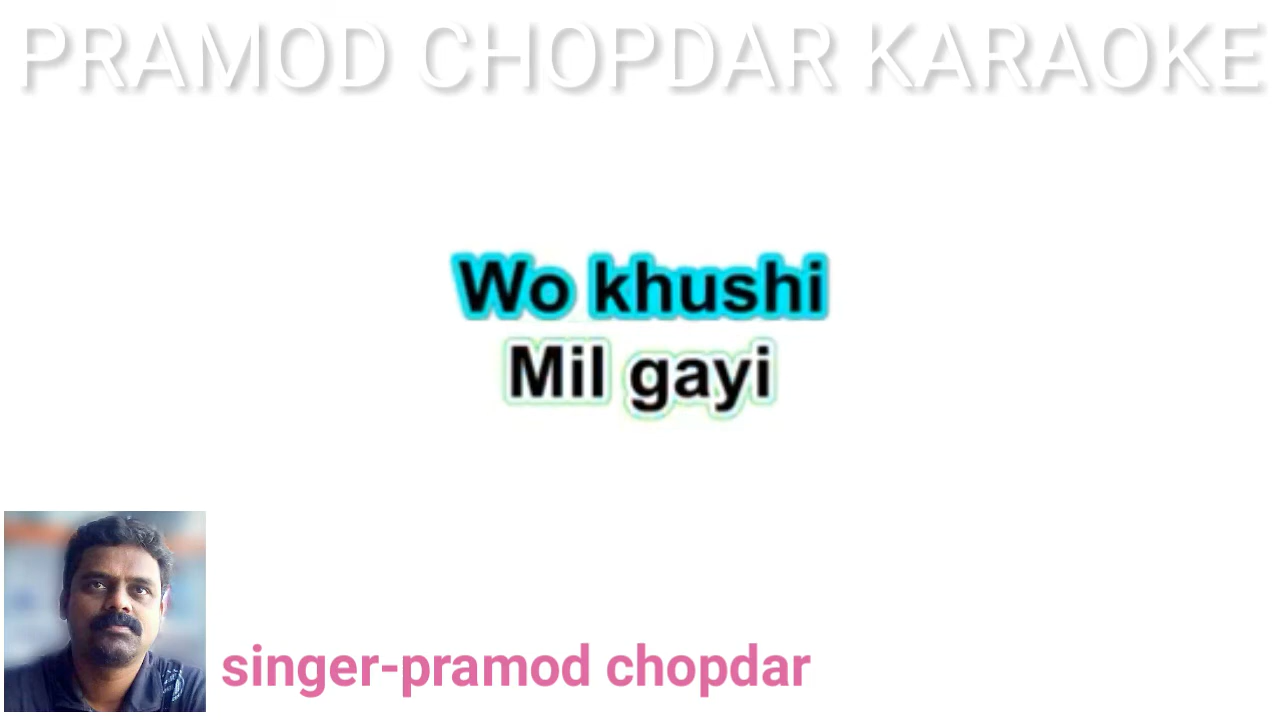 PRAMOD CHOPDAR KARAOKE
Wo khushi
Mil gayi
singer-pramod chopdar